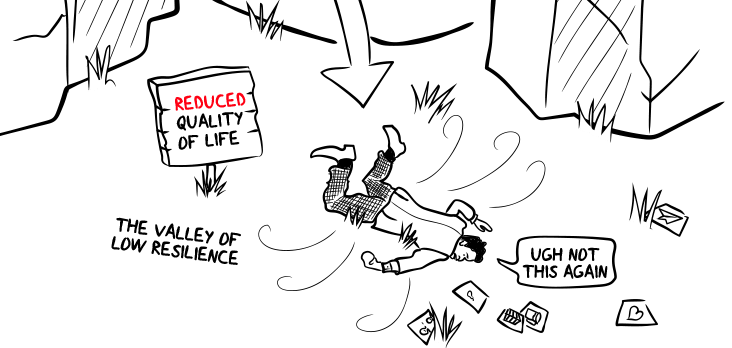 REDUCED
QUALITY
OF LIFE
THE VALLEY OF
LOW RESILIENCE
UGH NOT
THIS AGAIN